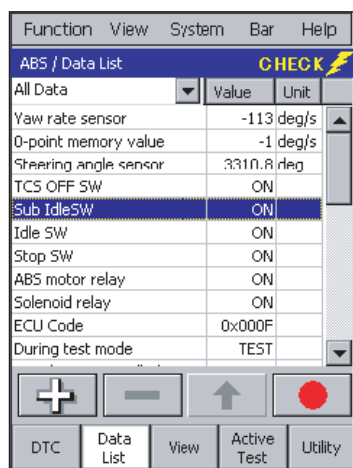 Function View System Bar Help
ABS / Data List CHECK
All Data Value Unit
Yaw rate sensor -113 deg/s
0-point memory value -1 deg/s
Steering angle sensor 3310.8 deg
TCS OFF SW ON
Sub IdleSW ON
Idle SW ON
Stop SW ON
ABS motor relay ON
Solenoid relay ON
ECU Code 0x000F
During test mode TEST
DTC Data List View Active Test Utility